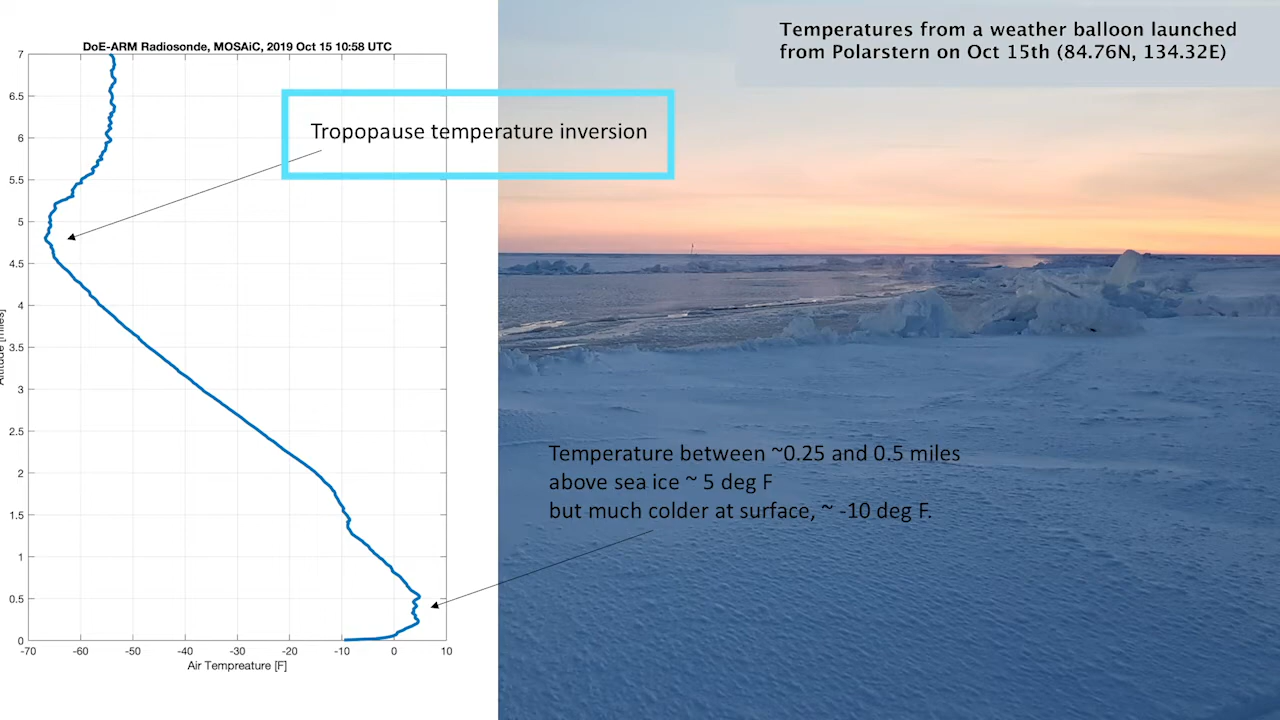 DoE-ARM Radiosonde, MOSAiC, 2019 Oct 15 10:58 UTC
Temperatures from a weather balloon launched
from Polarstern on Oct 15th (84.76N, 134.32E)
Tropopause temperature inversion
Temperature between ~0.25 and 0.5 miles
above sea ice ~ 5 deg F
but much colder at surface, ~ -10 deg F.
7
6.5
6
5.5
5
4.5
4
3.5
3
2.5
2
1.5
1
0.5
0
Altitude [miles]
-70 -60 -50 -40 -30 -20 -10 0 10
Air Tempreature [F]